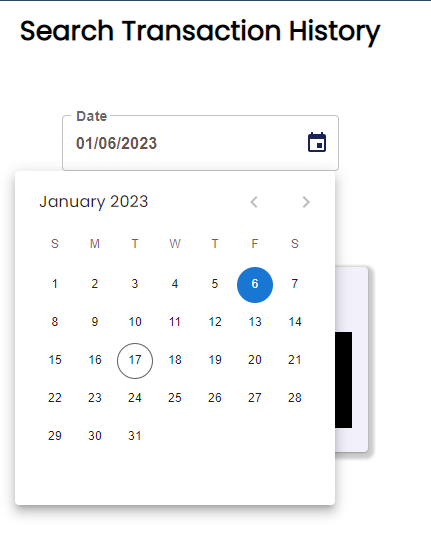 Search Transaction History
Date
01/06/2023
January 2023
S M T W T F S
1 2 3 4 5 6 7
8 9 10 11 12 13 14
15 16 17 18 19 20 21
22 23 24 25 26 27 28
29 30 31